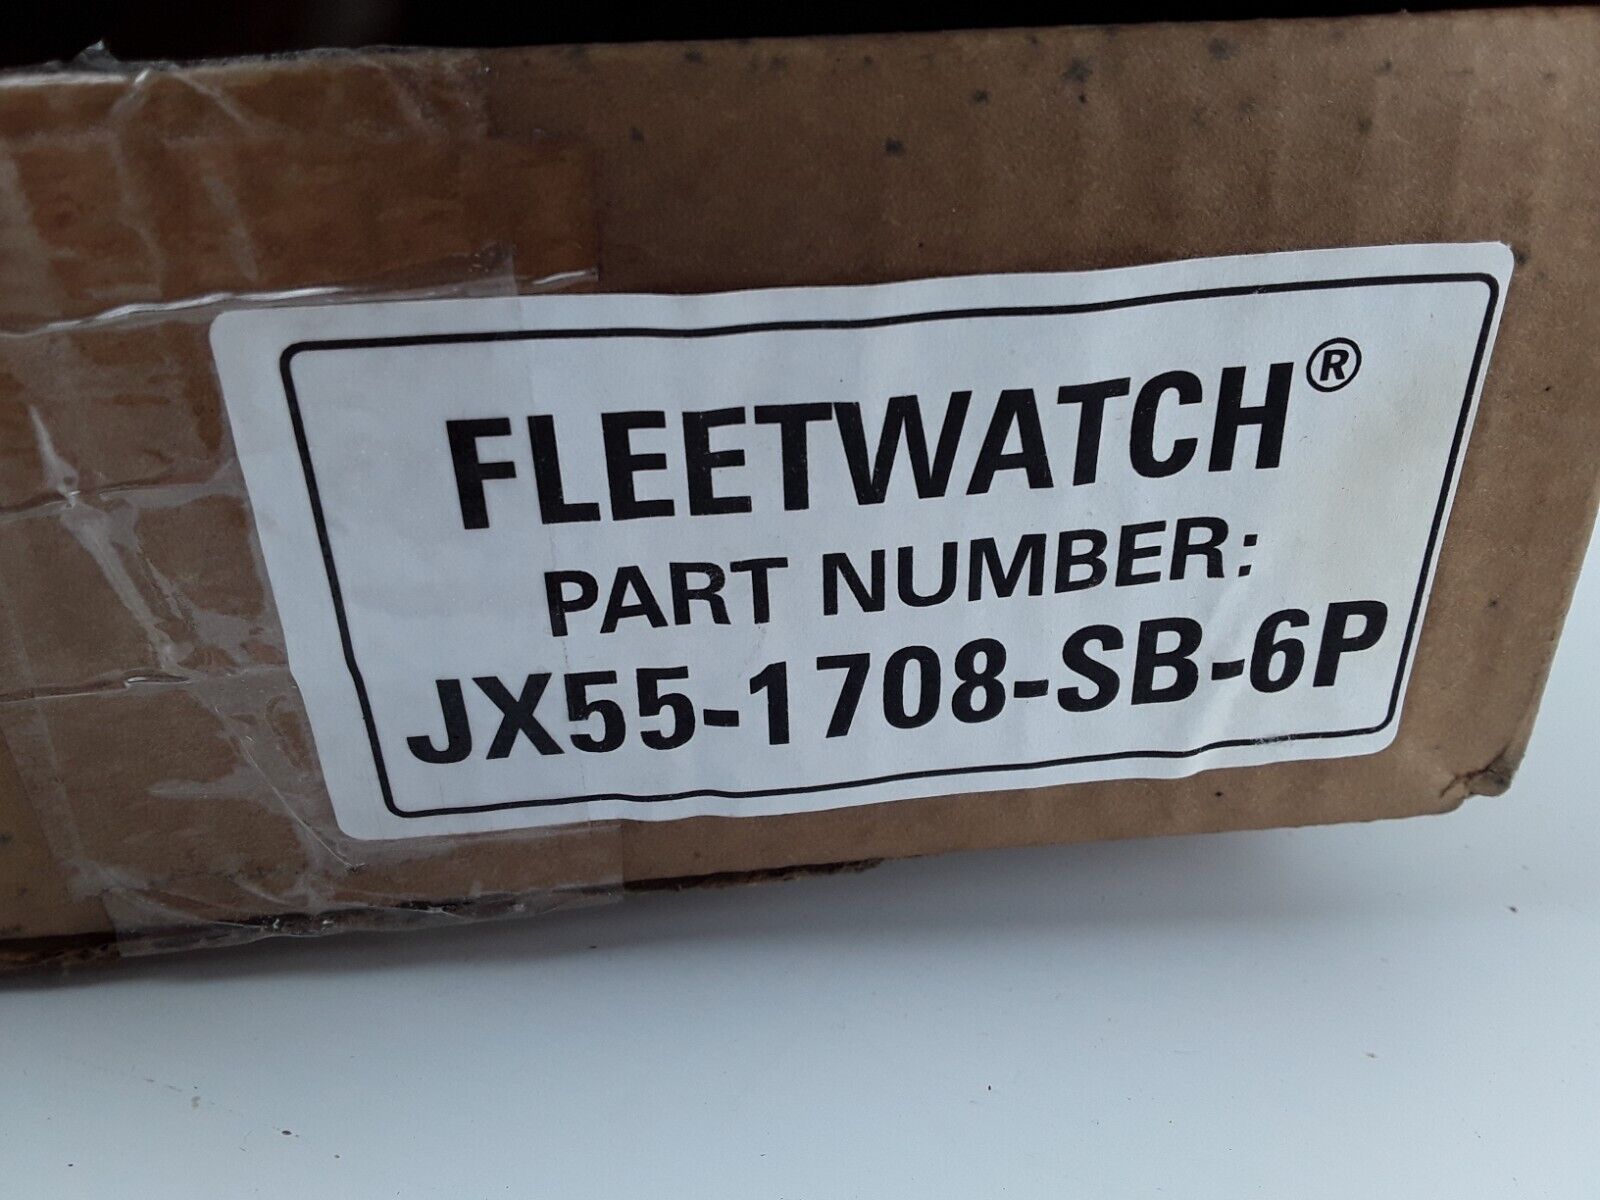 FLEETWATCH®
PART NUMBER:
JX55-1708-SB-6P